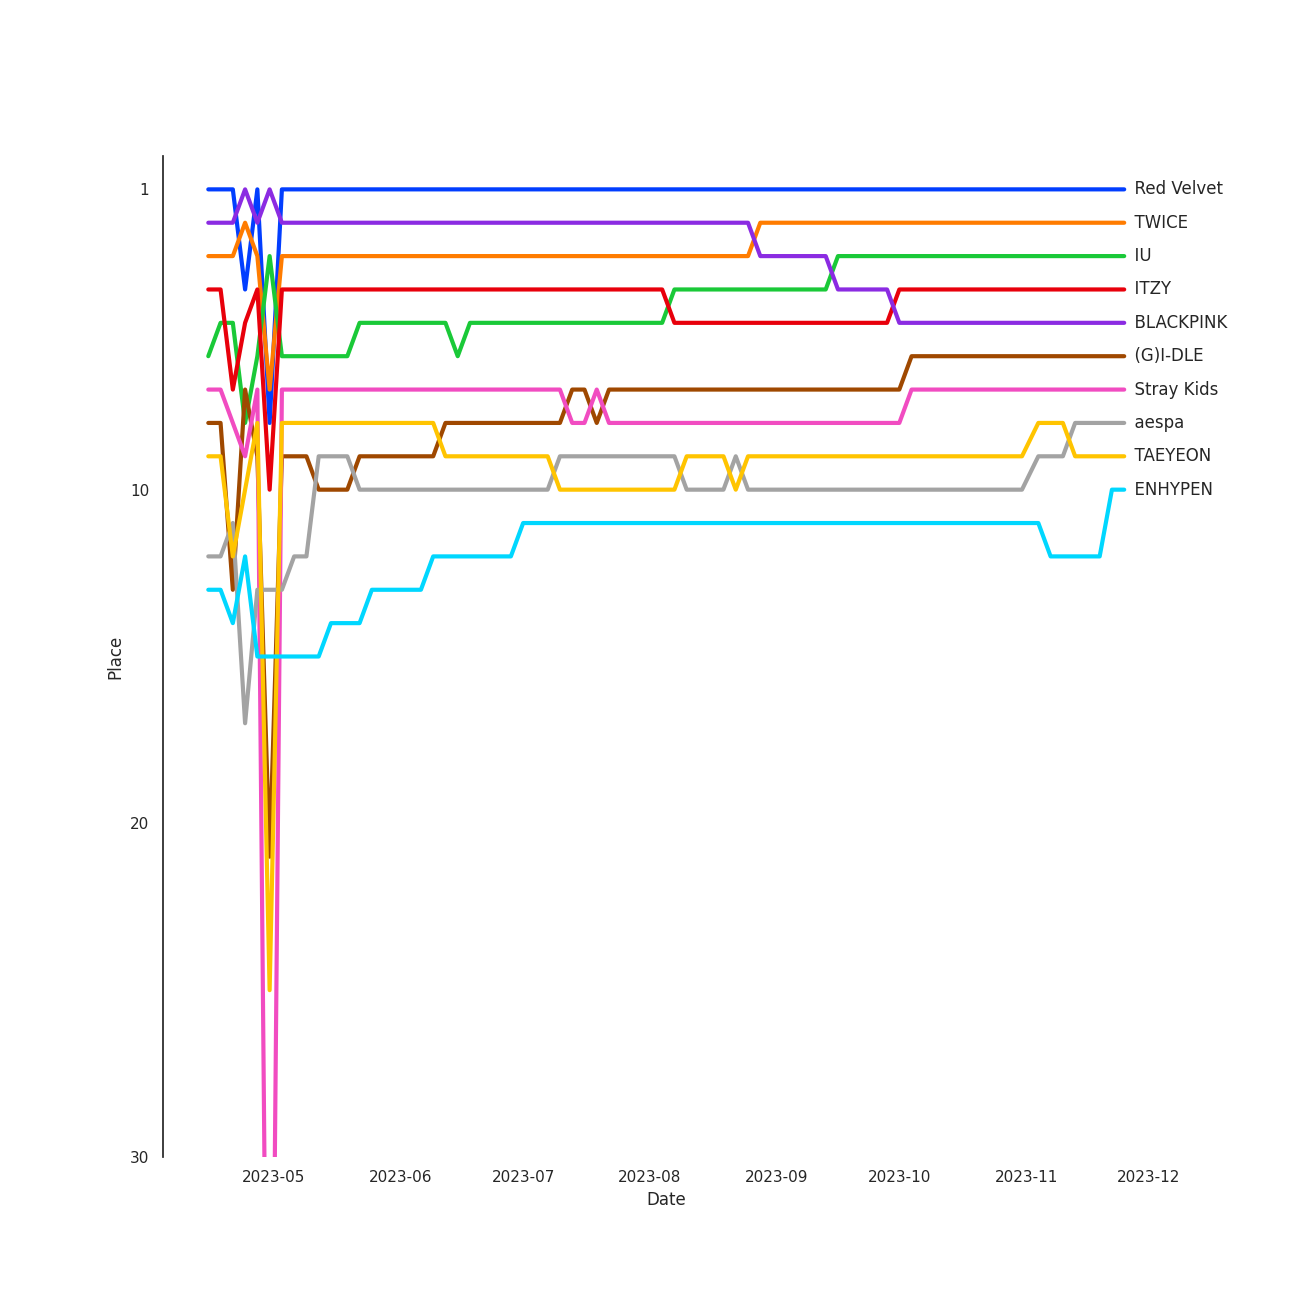 1
10
20
30
Place
2023-05
2023-06
2023-07
2023-08
2023-09
2023-10
2023-11
2023-12
Date
Red Velvet
TWICE
IU
ITZY
BLACKPINK
(G)I-DLE
Stray Kids
aespa
TAEYEON
ENHYPEN